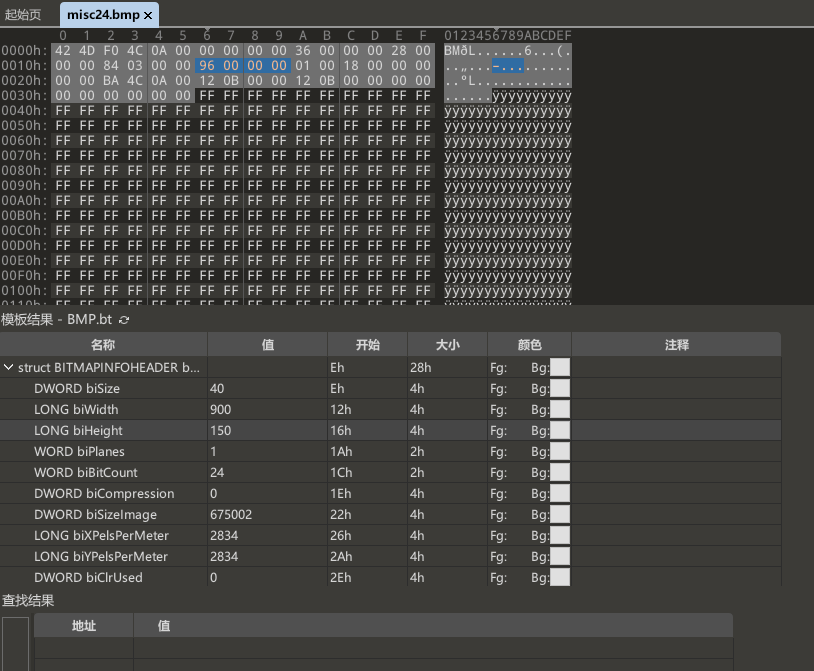 起始页 misc24.bmp ×
0 1 2 3 4 5 6 7 8 9 A B C D E F 0123456789ABCDEF
0000h: 42 4D F0 4C 0A 00 00 00 00 00 36 00 00 00 28 00 BMðL......6...(.
0010h: 00 00 84 03 00 00 96 00 00 00 01 00 18 00 00 00 ..„...–.........
0020h: 00 00 BA 4C 0A 00 12 0B 00 00 12 0B 00 00 00 00 ..ºL............
0030h: 00 00 00 00 00 00 FF FF FF FF FF FF FF FF FF FF ......ÿÿÿÿÿÿÿÿÿÿ
0040h: FF FF FF FF FF FF FF FF FF FF FF FF FF FF FF FF ÿÿÿÿÿÿÿÿÿÿÿÿÿÿÿÿ
0050h: FF FF FF FF FF FF FF FF FF FF FF FF FF FF FF FF ÿÿÿÿÿÿÿÿÿÿÿÿÿÿÿÿ
0060h: FF FF FF FF FF FF FF FF FF FF FF FF FF FF FF FF ÿÿÿÿÿÿÿÿÿÿÿÿÿÿÿÿ
0070h: FF FF FF FF FF FF FF FF FF FF FF FF FF FF FF FF ÿÿÿÿÿÿÿÿÿÿÿÿÿÿÿÿ
0080h: FF FF FF FF FF FF FF FF FF FF FF FF FF FF FF FF ÿÿÿÿÿÿÿÿÿÿÿÿÿÿÿÿ
0090h: FF FF FF FF FF FF FF FF FF FF FF FF FF FF FF FF ÿÿÿÿÿÿÿÿÿÿÿÿÿÿÿÿ
00A0h: FF FF FF FF FF FF FF FF FF FF FF FF FF FF FF FF ÿÿÿÿÿÿÿÿÿÿÿÿÿÿÿÿ
00B0h: FF FF FF FF FF FF FF FF FF FF FF FF FF FF FF FF ÿÿÿÿÿÿÿÿÿÿÿÿÿÿÿÿ
00C0h: FF FF FF FF FF FF FF FF FF FF FF FF FF FF FF FF ÿÿÿÿÿÿÿÿÿÿÿÿÿÿÿÿ
00D0h: FF FF FF FF FF FF FF FF FF FF FF FF FF FF FF FF ÿÿÿÿÿÿÿÿÿÿÿÿÿÿÿÿ
00E0h: FF FF FF FF FF FF FF FF FF FF FF FF FF FF FF FF ÿÿÿÿÿÿÿÿÿÿÿÿÿÿÿÿ
00F0h: FF FF FF FF FF FF FF FF FF FF FF FF FF FF FF FF ÿÿÿÿÿÿÿÿÿÿÿÿÿÿÿÿ
0100h: FF FF FF FF FF FF FF FF FF FF FF FF FF FF FF FF ÿÿÿÿÿÿÿÿÿÿÿÿÿÿÿÿ
模板结果 - BMP.bt
名称 值 开始 大小 颜色 注释
struct BITMAPINFOHEADER b... Eh 28h Fg: Bg:
DWORD biSize 40 Eh 4h Fg: Bg:
LONG biWidth 900 12h 4h Fg: Bg:
LONG biHeight 150 16h 4h Fg: Bg:
WORD biPlanes 1 1Ah 2h Fg: Bg:
WORD biBitCount 24 1Ch 2h Fg: Bg:
DWORD biCompression 0 1Eh 4h Fg: Bg:
DWORD biSizeImage 675002 22h 4h Fg: Bg:
LONG biXPelsPerMeter 2834 26h 4h Fg: Bg:
LONG biYPelsPerMeter 2834 2Ah 4h Fg: Bg:
DWORD biClrUsed 0 2Eh 4h Fg: Bg:
查找结果
地址 值